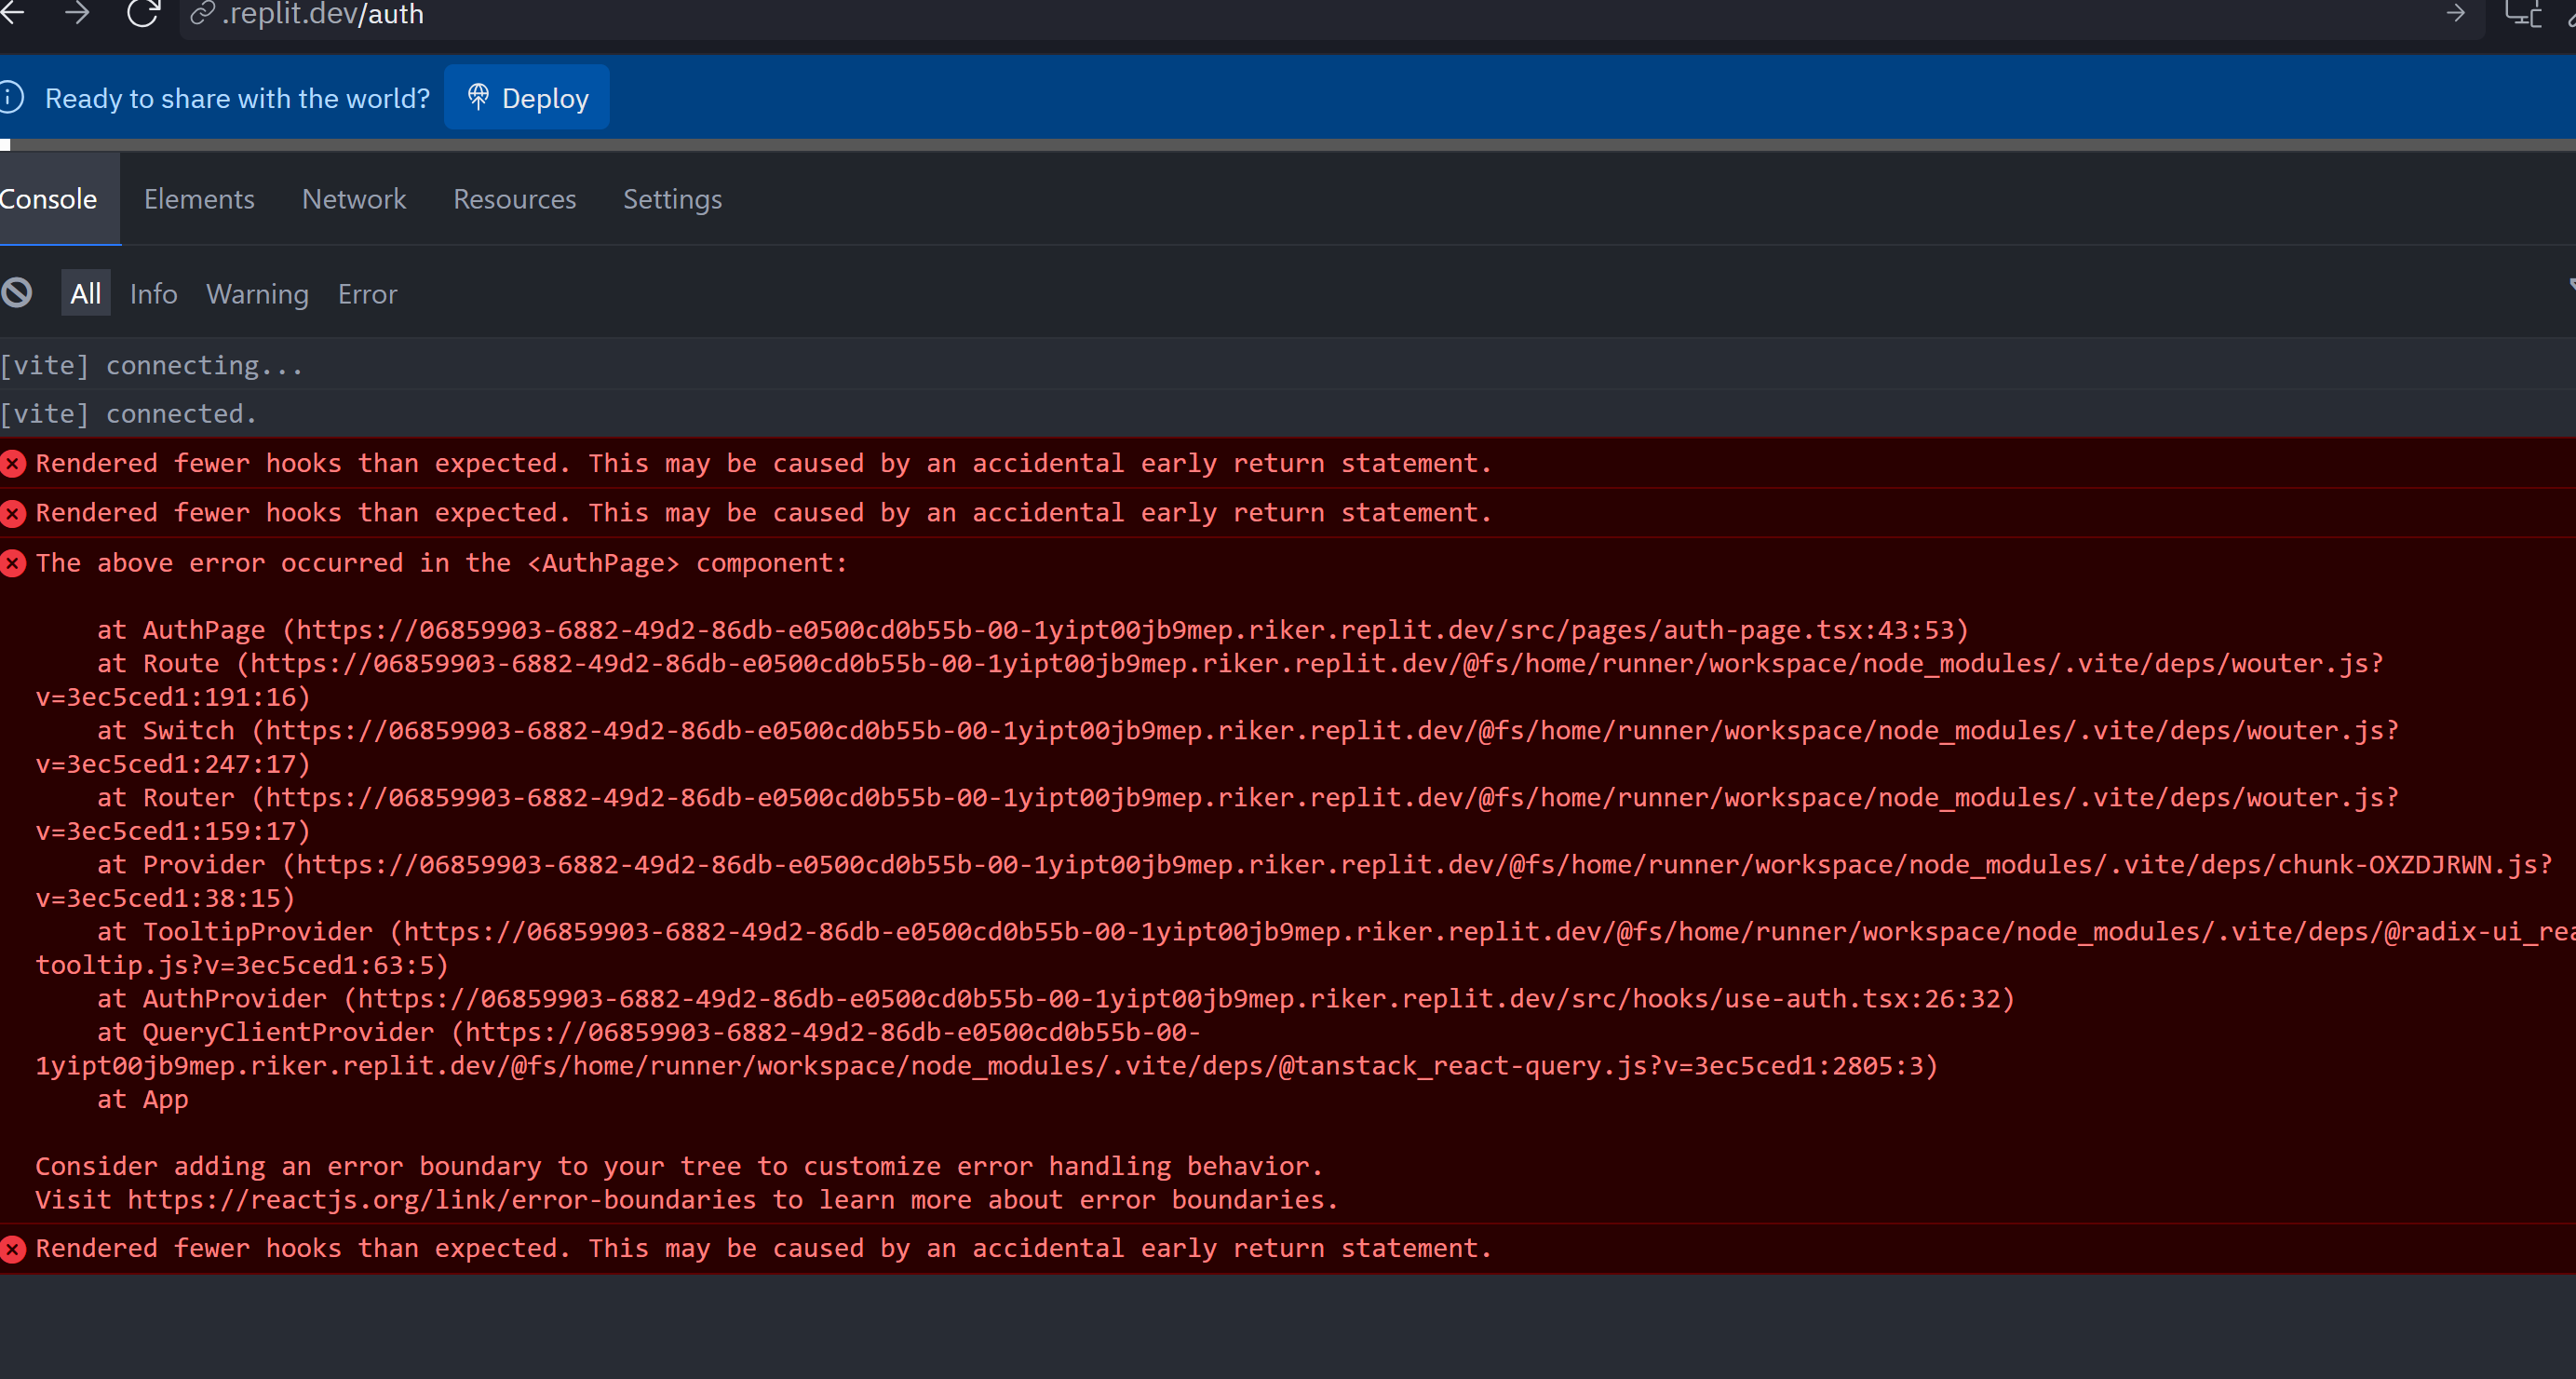 .replit.dev/auth
Ready to share with the world? Deploy
Console Elements Network Resources Settings
All Info Warning Error
[vite] connecting...
[vite] connected.
Rendered fewer hooks than expected. This may be caused by an accidental early return statement.
Rendered fewer hooks than expected. This may be caused by an accidental early return statement.
The above error occurred in the <AuthPage> component:
at AuthPage (https://06859903-6882-49d2-86db-e0500cd0b55b-00-1yipt00jb9mep.riker.replit.dev/src/pages/auth-page.tsx:43:53)
at Route (https://06859903-6882-49d2-86db-e0500cd0b55b-00-1yipt00jb9mep.riker.replit.dev/@fs/home/runner/workspace/node_modules/.vite/deps/wouter.js?
v=3ec5ced1:191:16)
at Switch (https://06859903-6882-49d2-86db-e0500cd0b55b-00-1yipt00jb9mep.riker.replit.dev/@fs/home/runner/workspace/node_modules/.vite/deps/wouter.js?
v=3ec5ced1:247:17)
at Router (https://06859903-6882-49d2-86db-e0500cd0b55b-00-1yipt00jb9mep.riker.replit.dev/@fs/home/runner/workspace/node_modules/.vite/deps/wouter.js?
v=3ec5ced1:159:17)
at Provider (https://06859903-6882-49d2-86db-e0500cd0b55b-00-1yipt00jb9mep.riker.replit.dev/@fs/home/runner/workspace/node_modules/.vite/deps/chunk-OXZDJRWN.js?
v=3ec5ced1:38:15)
at TooltipProvider (https://06859903-6882-49d2-86db-e0500cd0b55b-00-1yipt00jb9mep.riker.replit.dev/@fs/home/runner/workspace/node_modules/.vite/deps/@radix-ui_rea
tooltip.js?v=3ec5ced1:63:5)
at AuthProvider (https://06859903-6882-49d2-86db-e0500cd0b55b-00-1yipt00jb9mep.riker.replit.dev/src/hooks/use-auth.tsx:26:32)
at QueryClientProvider (https://06859903-6882-49d2-86db-e0500cd0b55b-00-
1yipt00jb9mep.riker.replit.dev/@fs/home/runner/workspace/node_modules/.vite/deps/@tanstack_react-query.js?v=3ec5ced1:2805:3)
at App
Consider adding an error boundary to your tree to customize error handling behavior.
Visit https://reactjs.org/link/error-boundaries to learn more about error boundaries.
Rendered fewer hooks than expected. This may be caused by an accidental early return statement.